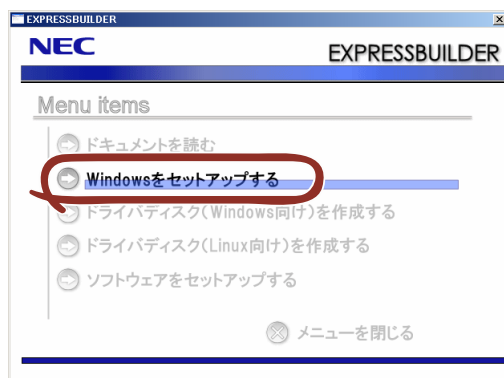 EXPRESSBUILDER
NEC
EXPRESSBUILDER
Menu items
ドキュメントを読む
Windowsをセットアップする
ドライバディスク(Windows向け)を作成する
ドライバディスク(Linux向け)を作成する
ソフトウェアをセットアップする
メニューを閉じる